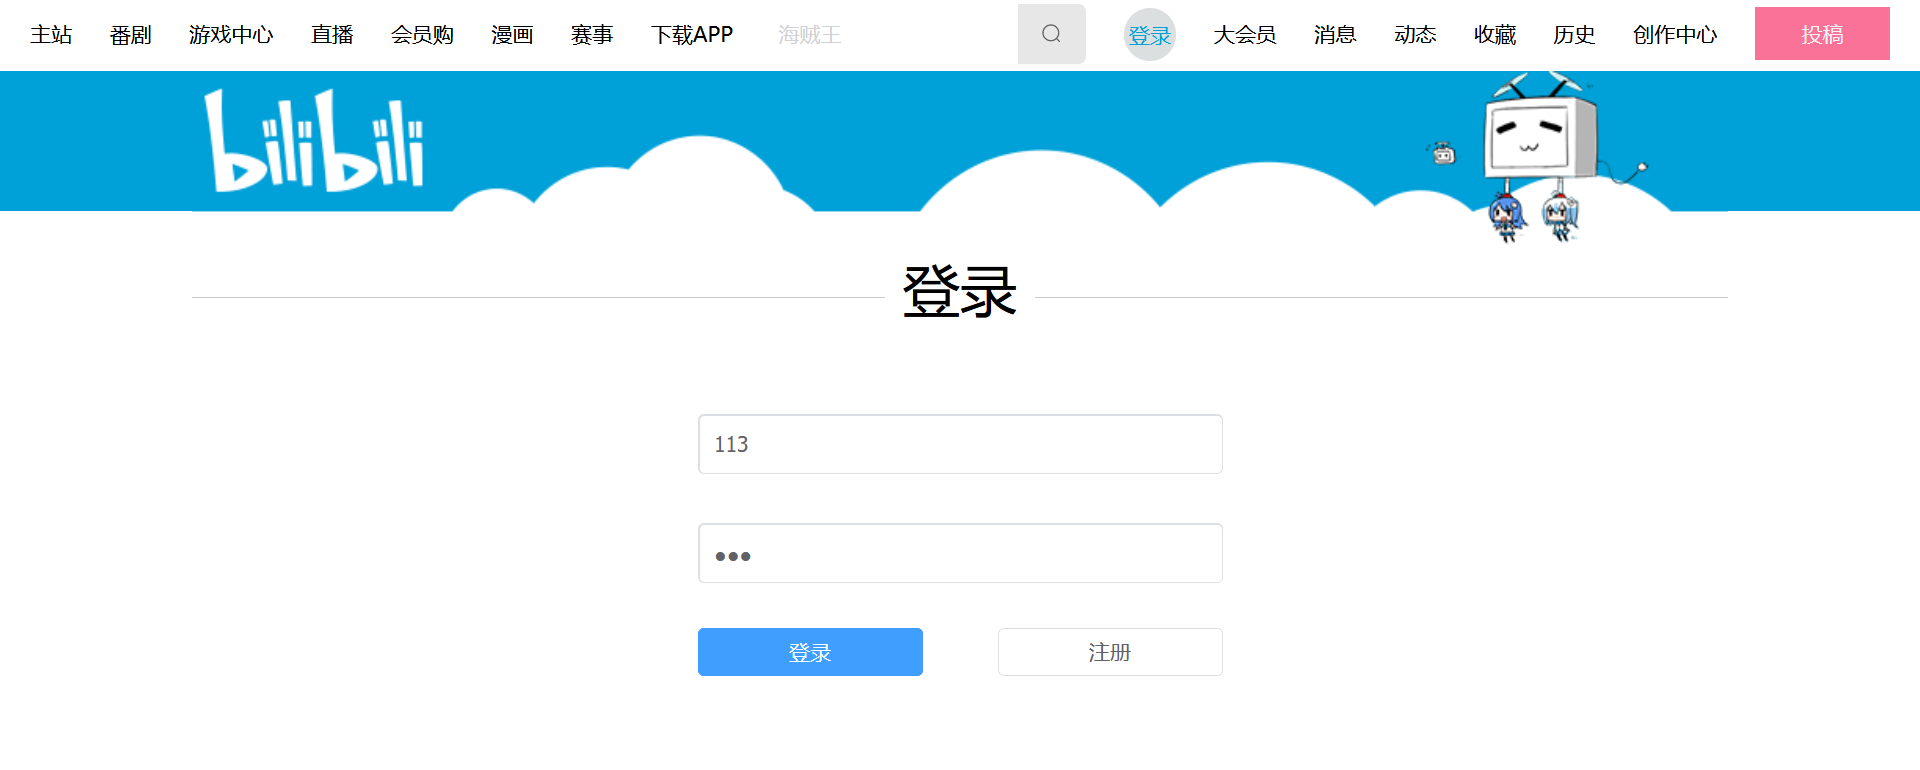 主站 番剧 游戏中心 直播 会员购 漫画 赛事 下载APP 海贼王 登录 大会员 消息 动态 收藏 历史 创作中心 投稿
bilibili
登录
113
•••
登录 注册